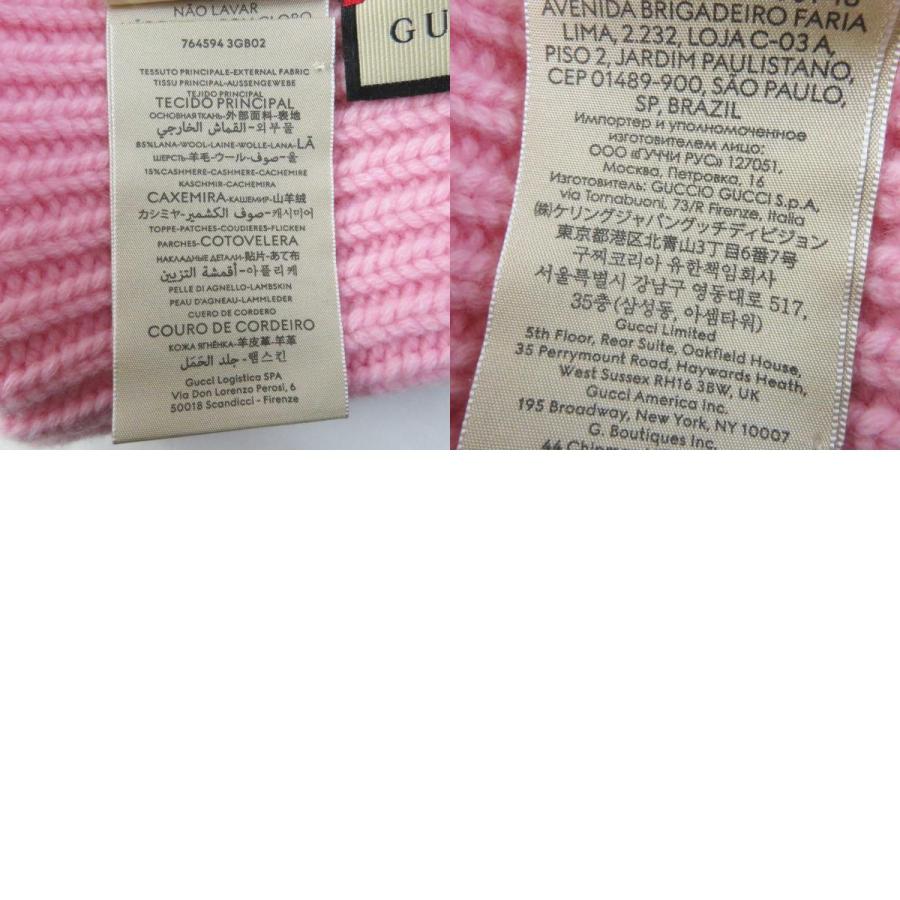 NÃO LAVAR
764594 3GB02
TESSUTO PRINCIPALE-EXTERNAL FABRIC
TISSU PRINCIPAL-AUSSENGEWEBE
TEJIDO PRINCIPAL
TECIDO PRINCIPAL
ОСНОВНАЯ ТКАНЬ-外部面料-表地
القماش الخارجي-외부물
85%LANA-WOOL-LAINE-WOLLE-LANA-LÃ
ШЕРСТЬ-羊毛-ウール-صوف-울
15%CASHMERE-CASHMERE-CACHEMIRE
KASCHMIR-CACHEMIRA
CAXEMIRA-КАШЕМИР-山羊绒
カシミヤ-صوف الكشمير-캐시미어
TOPPE-PATCHES-COUDIERES-FLICKEN
PARCHES-COTOVELERA
НАКЛАДНЫЕ ДЕТАЛИ-贴片-あて布
أقمشة التزيين-아플리케
PELLE DI AGNELLO-LAMBSKIN
PEAU D'AGNEAU-LAMMLEDER
CUERO DE CORDERO
COURO DE CORDEIRO
КОЖА ЯГНЁНКА-羊皮革-羊革
جلد الحَمَل-램스킨
Gucci Logistica SPA
Via Don Lorenzo Perosi, 6
50018 Scandicci - Firenze
GU
AVENIDA BRIGADEIRO FARIA
LIMA, 2.232, LOJA C-03 A,
PISO 2, JARDIM PAULISTANO,
CEP 01489-900, SÃO PAULO,
SP, BRAZIL
Импортер и уполномоченное
изготовителем лицо:
ООО «ГУЧЧИ РУС» 127051,
Москва, Петровка, 16
Изготовитель: GUCCIO GUCCI S.p.A,
via Tornabuoni, 73/R Firenze, Italia
㈱ケリングジャパングッチディビジョン
東京都港区北青山3丁目6番7号
구찌코리아 유한책임회사
서울특별시 강남구 영동대로 517,
35층(삼성동, 아셈타워)
Gucci Limited
5th Floor, Rear Suite, Oakfield House,
35 Perrymount Road, Haywards Heath,
West Sussex RH16 3BW, UK
Gucci America Inc.
195 Broadway, New York, NY 10007
G. Boutiques Inc.
44